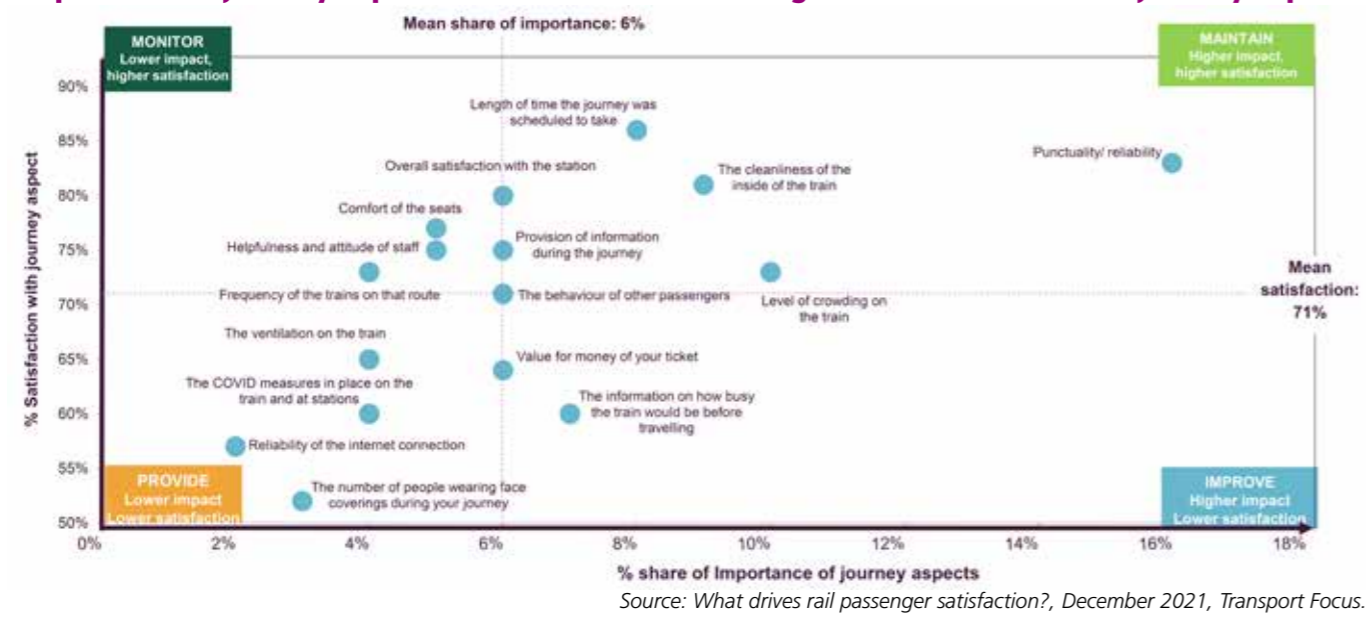 Mean share of importance: 6%
MONITOR
Lower impact,
higher satisfaction
MAINTAIN
Higher impact,
higher satisfaction
% Satisfaction with journey aspect
90%
85%
80%
75%
70%
65%
60%
55%
50%
Length of time the journey was
scheduled to take
Punctuality/ reliability
Overall satisfaction with the station
The cleanliness of the
inside of the train
Comfort of the seats
Helpfulness and attitude of staff
Provision of information
during the journey
Frequency of the trains on that route
The behaviour of other passengers
Level of crowding on
the train
Mean
satisfaction:
71%
The ventilation on the train
Value for money of your ticket
The COVID measures in place on the
train and at stations
The information on how busy
the train would be before
travelling
Reliability of the internet connection
The number of people wearing face
coverings during your journey
PROVIDE
Lower impact
Lower satisfaction
IMPROVE
Higher impact
Lower satisfaction
0%
2%
4%
6%
8%
10%
12%
14%
16%
18%
% share of Importance of journey aspects
Source: What drives rail passenger satisfaction?, December 2021, Transport Focus.